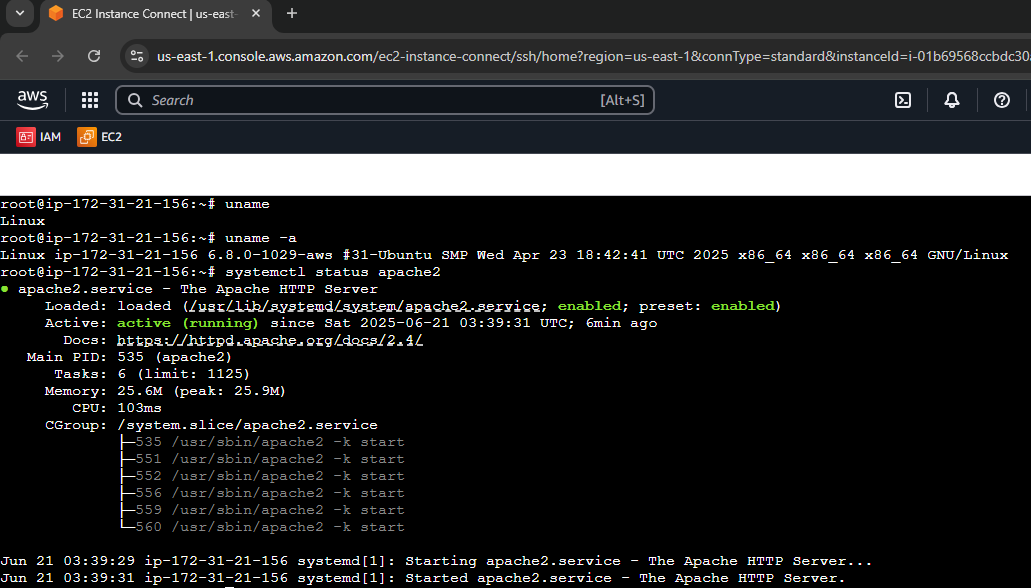 EC2 Instance Connect | us-east-
us-east-1.console.aws.amazon.com/ec2-instance-connect/ssh/home?region=us-east-1&connType=standard&instanceId=i-01b69568ccbdc30
aws
Search [Alt+S]
IAM EC2
root@ip-172-31-21-156:~# uname
Linux
root@ip-172-31-21-156:~# uname -a
Linux ip-172-31-21-156 6.8.0-1029-aws #31-Ubuntu SMP Wed Apr 23 18:42:41 UTC 2025 x86_64 x86_64 x86_64 GNU/Linux
root@ip-172-31-21-156:~# systemctl status apache2
● apache2.service - The Apache HTTP Server
Loaded: loaded (/usr/lib/systemd/system/apache2.service; enabled; preset: enabled)
Active: active (running) since Sat 2025-06-21 03:39:31 UTC; 6min ago
Docs: https://httpd.apache.org/docs/2.4/
Main PID: 535 (apache2)
Tasks: 6 (limit: 1125)
Memory: 25.6M (peak: 25.9M)
CPU: 103ms
CGroup: /system.slice/apache2.service
├─535 /usr/sbin/apache2 -k start
├─551 /usr/sbin/apache2 -k start
├─552 /usr/sbin/apache2 -k start
├─556 /usr/sbin/apache2 -k start
├─559 /usr/sbin/apache2 -k start
└─560 /usr/sbin/apache2 -k start
Jun 21 03:39:29 ip-172-31-21-156 systemd[1]: Starting apache2.service - The Apache HTTP Server...
Jun 21 03:39:31 ip-172-31-21-156 systemd[1]: Started apache2.service - The Apache HTTP Server.